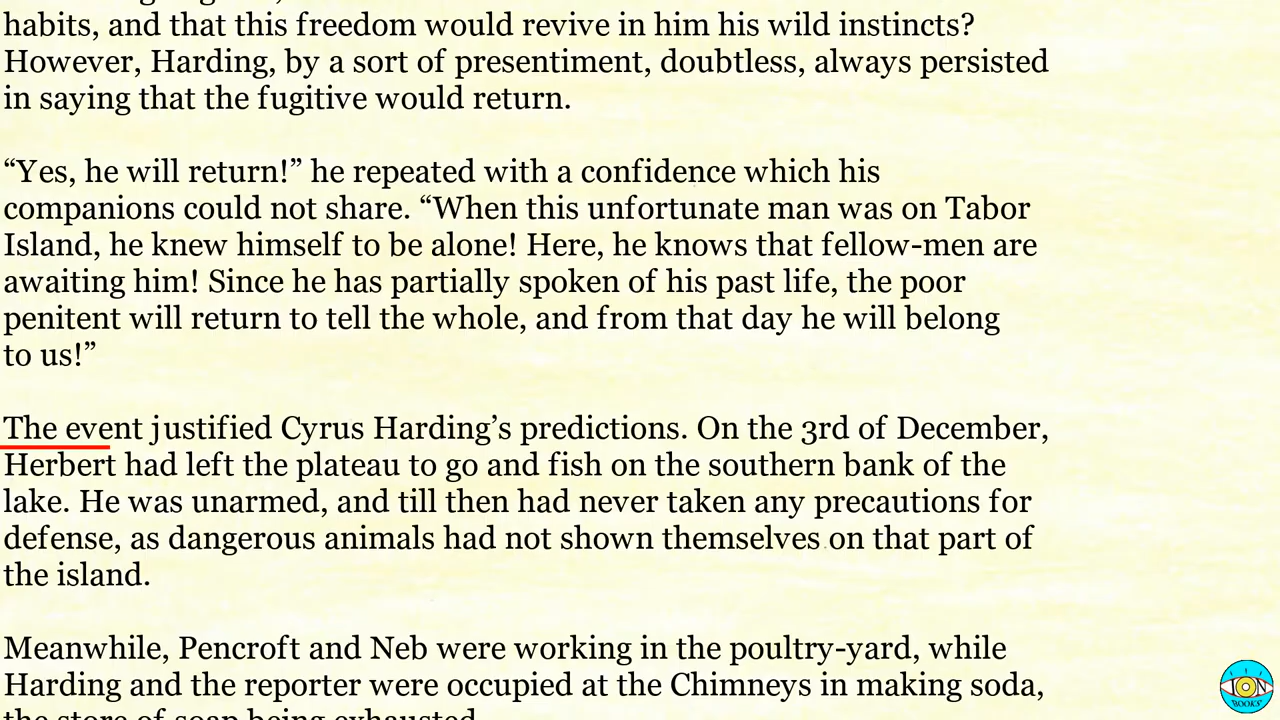 habits, and that this freedom would revive in him his wild instincts?
However, Harding, by a sort of presentiment, doubtless, always persisted
in saying that the fugitive would return.
“Yes, he will return!” he repeated with a confidence which his
companions could not share. “When this unfortunate man was on Tabor
Island, he knew himself to be alone! Here, he knows that fellow-men are
awaiting him! Since he has partially spoken of his past life, the poor
penitent will return to tell the whole, and from that day he will belong
to us!”
The event justified Cyrus Harding’s predictions. On the 3rd of December,
Herbert had left the plateau to go and fish on the southern bank of the
lake. He was unarmed, and till then had never taken any precautions for
defense, as dangerous animals had not shown themselves on that part of
the island.
Meanwhile, Pencroft and Neb were working in the poultry-yard, while
Harding and the reporter were occupied at the Chimneys in making soda,
the store of soap being exhausted.
ION
BOOKS